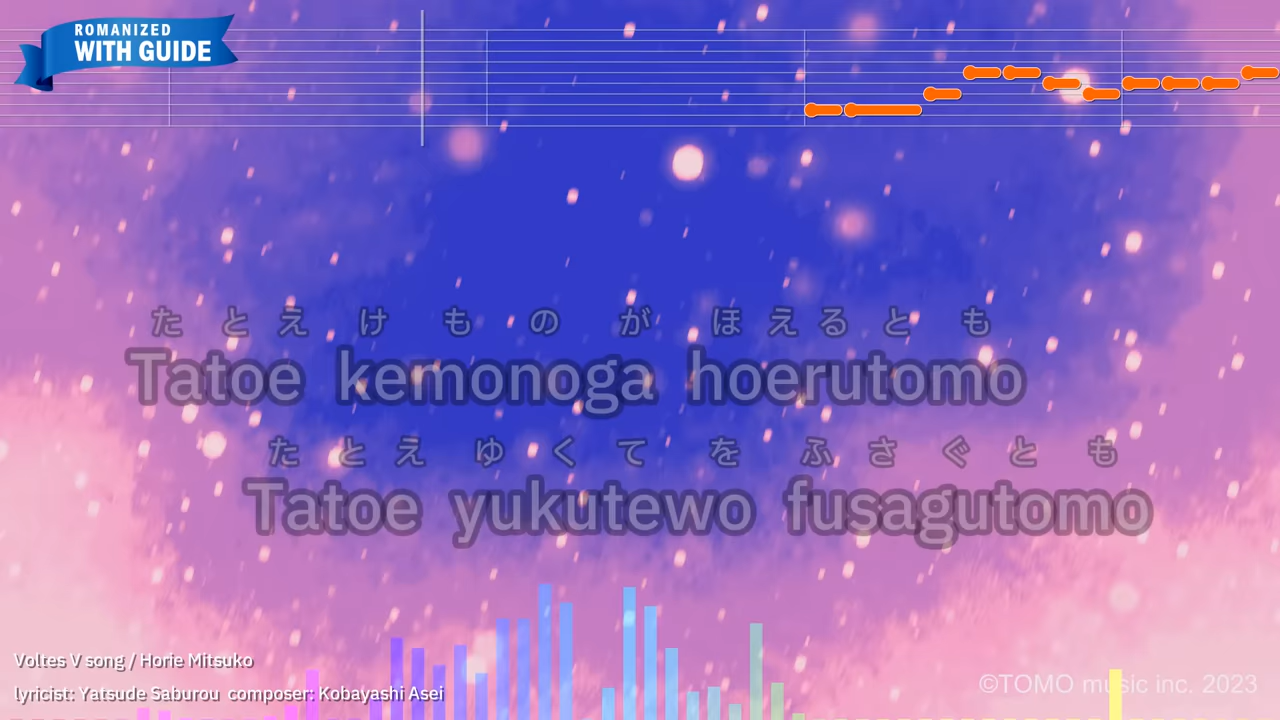 ROMANIZED
WITH GUIDE
たとえけものがほえるとも
Tatoe kemonoga hoerutomo
たとえゆくてをふさぐとも
Tatoe yukutewo fusagutomo
Voltes V song / Horie Mitsuko
lyricist: Yatsude Saburou composer: Kobayashi Asei
©TOMO music inc. 2023